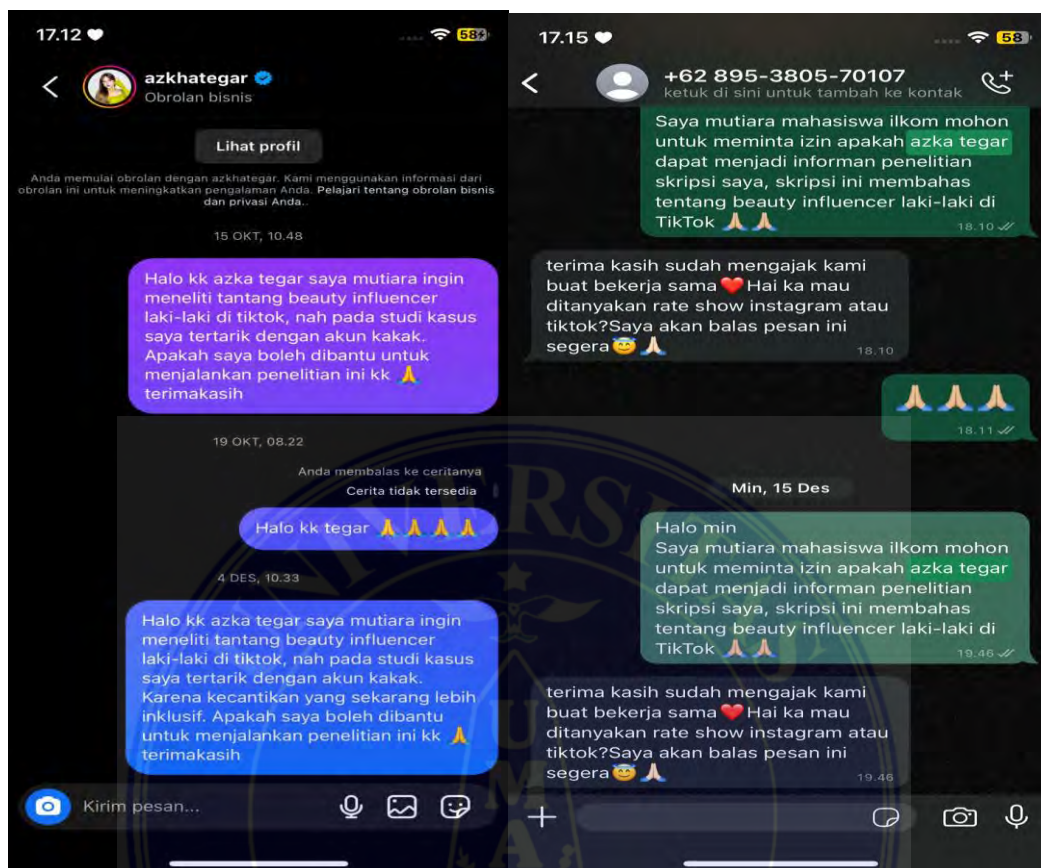 17.12
58
azkhategar
Obrolan bisnis
Lihat profil
Anda memulai obrolan dengan azkhategar. Kami menggunakan informasi dari
obrolan ini untuk meningkatkan pengalaman Anda. Pelajari tentang obrolan bisnis
dan privasi Anda..
15 OKT, 10.48
Halo kk azka tegar saya mutiara ingin
meneliti tantang beauty influencer
laki-laki di tiktok, nah pada studi kasus
saya tertarik dengan akun kakak.
Apakah saya boleh dibantu untuk
menjalankan penelitian ini kk 🙏
terimakasih
19 OKT, 08.22
Anda membalas ke ceritanya
Cerita tidak tersedia
Halo kk tegar 🙏🙏🙏🙏
4 DES, 10.33
Halo kk azka tegar saya mutiara ingin
meneliti tantang beauty influencer
laki-laki di tiktok, nah pada studi kasus
saya tertarik dengan akun kakak.
Karena kecantikan yang sekarang lebih
inklusif. Apakah saya boleh dibantu
untuk menjalankan penelitian ini kk 🙏
terimakasih
Kirim pesan...
17.15
58
+62 895-3805-70107
ketuk di sini untuk tambah ke kontak
Saya mutiara mahasiswa ilkom mohon
untuk meminta izin apakah azka tegar
dapat menjadi informan penelitian
skripsi saya, skripsi ini membahas
tentang beauty influencer laki-laki di
TikTok 🙏🏻🙏🏻
18.10
terima kasih sudah mengajak kami
buat bekerja sama❤️Hai ka mau
ditanyakan rate show instagram atau
tiktok?Saya akan balas pesan ini
segera😇🙏🏻
18.10
🙏🏻🙏🏻🙏🏻
18.11
Min, 15 Des
Halo min
Saya mutiara mahasiswa ilkom mohon
untuk meminta izin apakah azka tegar
dapat menjadi informan penelitian
skripsi saya, skripsi ini membahas
tentang beauty influencer laki-laki di
TikTok 🙏🏻🙏🏻
19.46
terima kasih sudah mengajak kami
buat bekerja sama❤️Hai ka mau
ditanyakan rate show instagram atau
tiktok?Saya akan balas pesan ini
segera😇🙏🏻
19.46
UNIVERSITAS
UMA